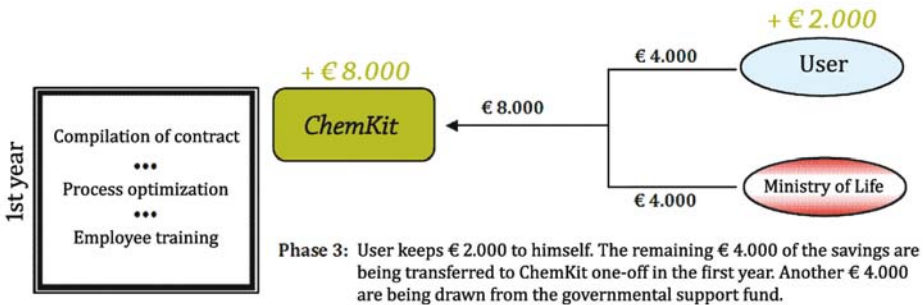 + € 2.000
€ 4.000
User
+ € 8.000
ChemKit
€ 8.000
1st year
Compilation of contract
•••
Process optimization
•••
Employee training
€ 4.000
Ministry of Life
Phase 3: User keeps € 2.000 to himself. The remaining € 4.000 of the savings are
being transferred to ChemKit one-off in the first year. Another € 4.000
are being drawn from the governmental support fund.